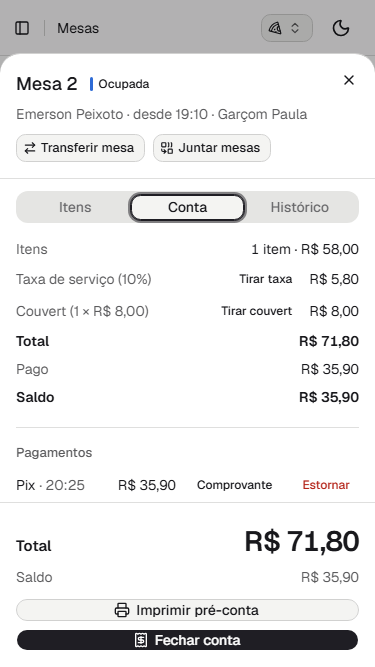 Mesas
Mesa 2 Ocupada
Emerson Peixoto · desde 19:10 · Garçom Paula
Transferir mesa Juntar mesas
Itens Conta Histórico
Itens 1 item · R$ 58,00
Taxa de serviço (10%) Tirar taxa R$ 5,80
Couvert (1 × R$ 8,00) Tirar couvert R$ 8,00
Total R$ 71,80
Pago R$ 35,90
Saldo R$ 35,90
Pagamentos
Pix · 20:25 R$ 35,90 Comprovante Estornar
Total R$ 71,80
Saldo R$ 35,90
Imprimir pré-conta
Fechar conta